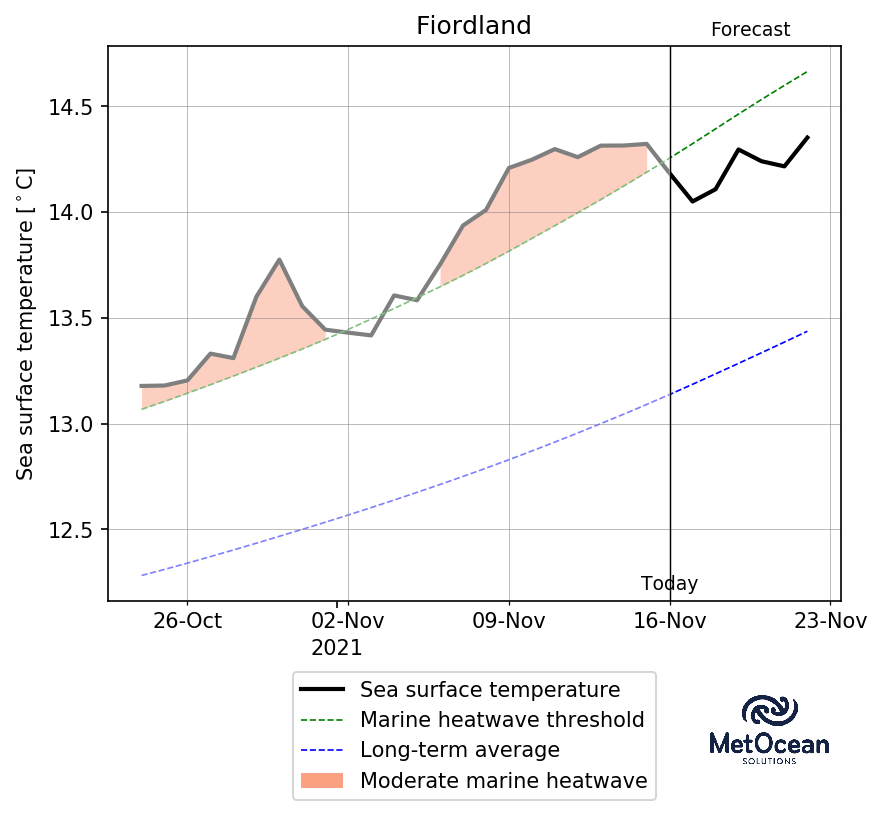 Fiordland
Forecast
Sea surface temperature [°C]
14.5
14.0
13.5
13.0
12.5
Today
26-Oct
02-Nov
09-Nov
16-Nov
23-Nov
2021
Sea surface temperature
Marine heatwave threshold
Long-term average
Moderate marine heatwave
MetOcean
SOLUTIONS